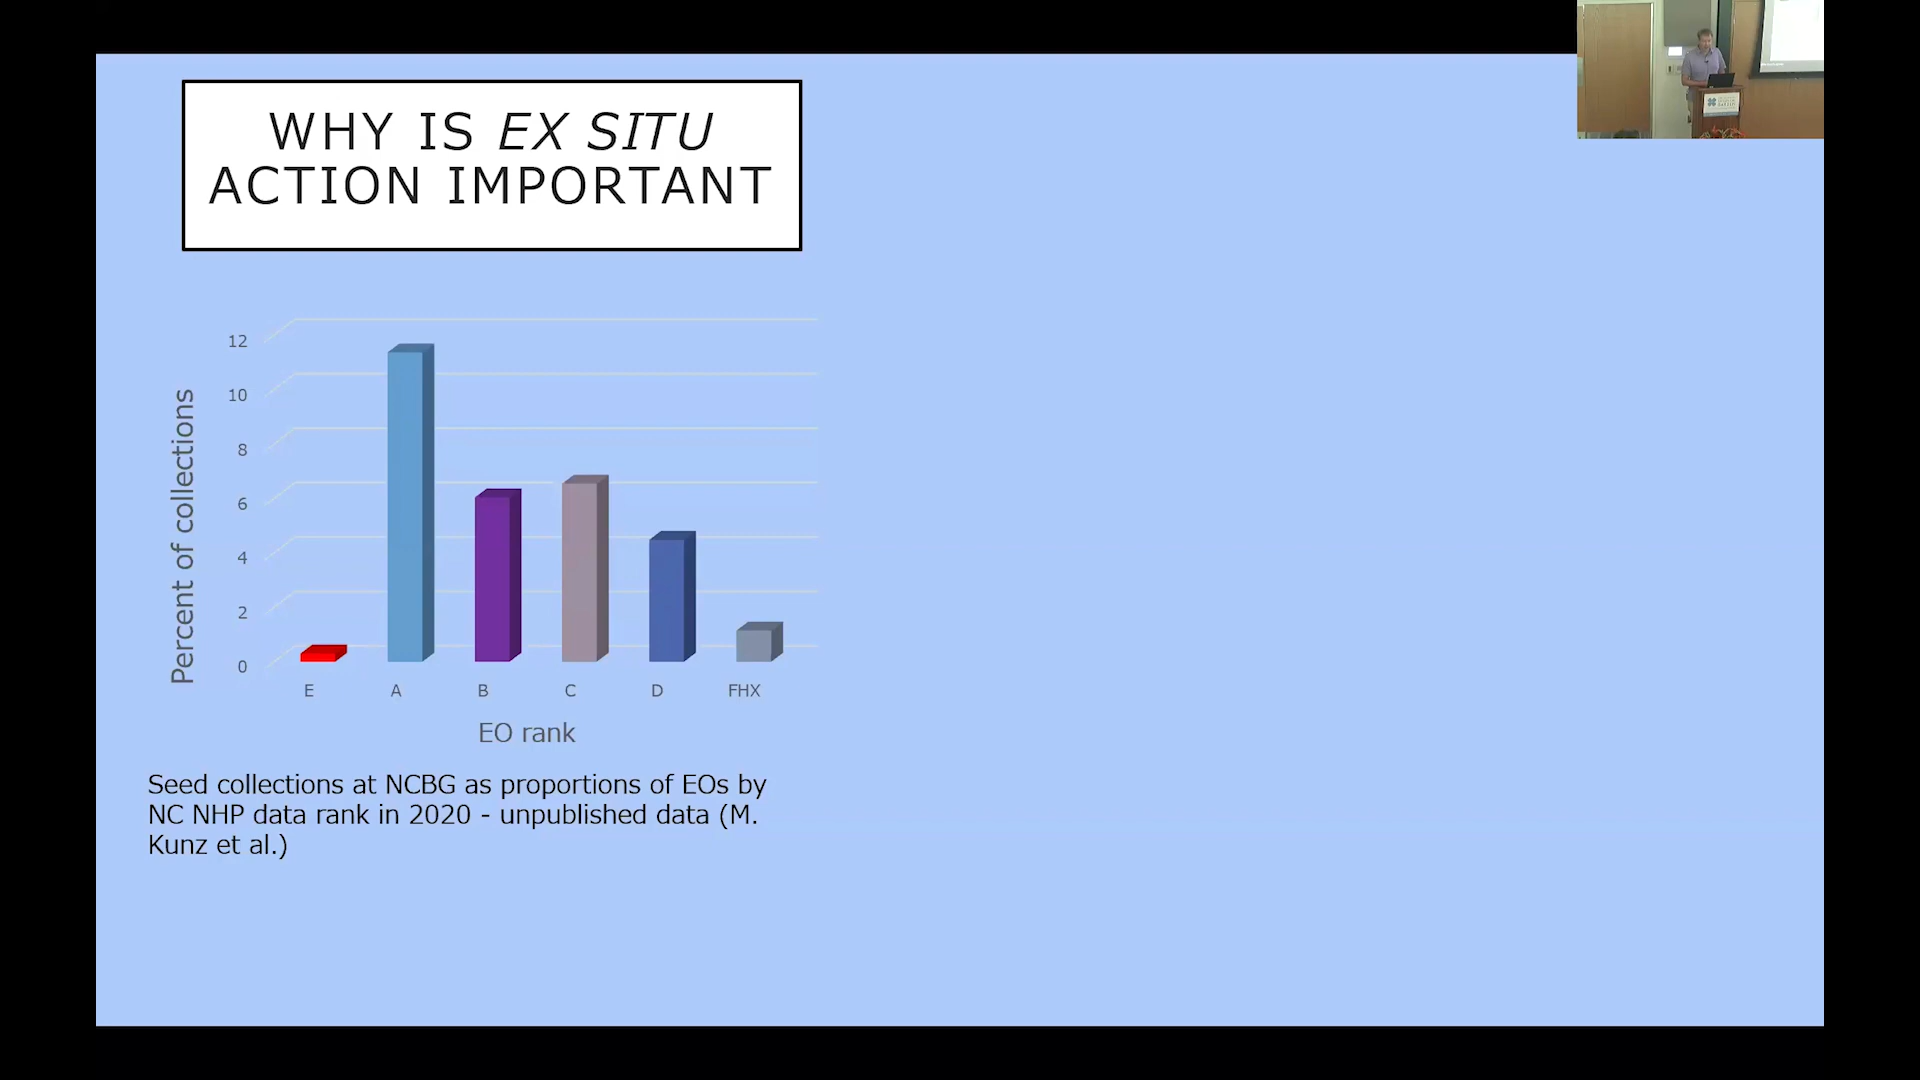 WHY IS EX SITU
ACTION IMPORTANT
12
10
8
6
4
2
0
Percent of collections
E A B C D FHX
EO rank
Seed collections at NCBG as proportions of EOs by
NC NHP data rank in 2020 - unpublished data (M.
Kunz et al.)